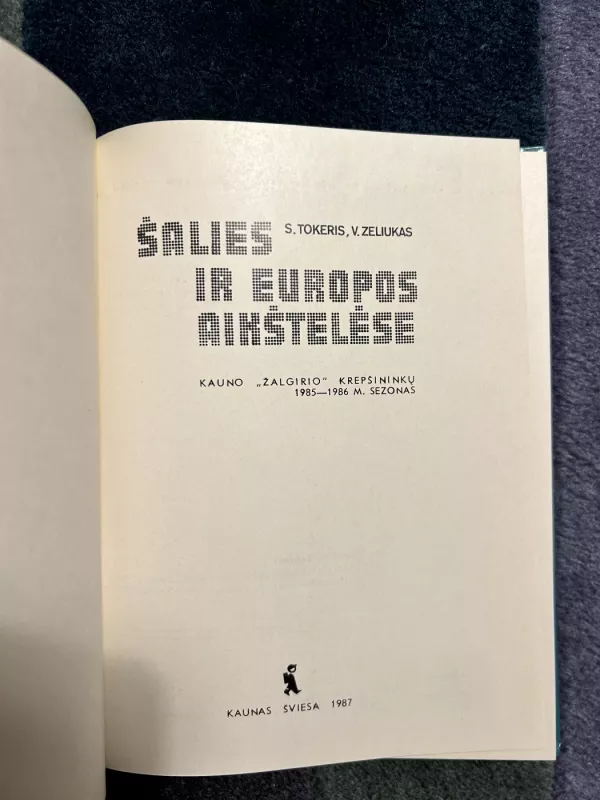 S. TOKERIS, V. ZELIUKAS
ŠALIES
IR EUROPOS
AIKŠTELĖSE
KAUNO „ŽALGIRIO“ KREPŠININKŲ
1985—1986 M. SEZONAS
KAUNAS ŠVIESA 1987